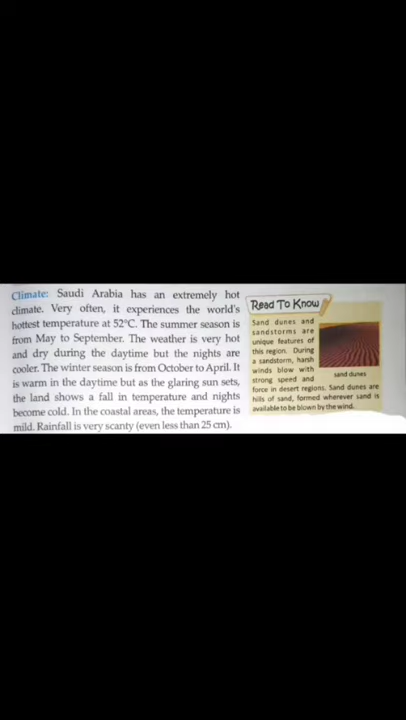 Climate: Saudi Arabia has an extremely hot
climate. Very often, it experiences the world's
hottest temperature at 52°C. The summer season is
from May to September. The weather is very hot
and dry during the daytime but the nights are
cooler. The winter season is from October to April. It
is warm in the daytime but as the glaring sun sets,
the land shows a fall in temperature and nights
become cold. In the coastal areas, the temperature is
mild. Rainfall is very scanty (even less than 25 cm).
Read To Know
Sand dunes and
sandstorms are
unique features of
this region. During
a sandstorm, harsh
winds blow with
strong speed and
force in desert regions. Sand dunes are
hills of sand, formed wherever sand is
available to be blown by the wind.
sand dunes